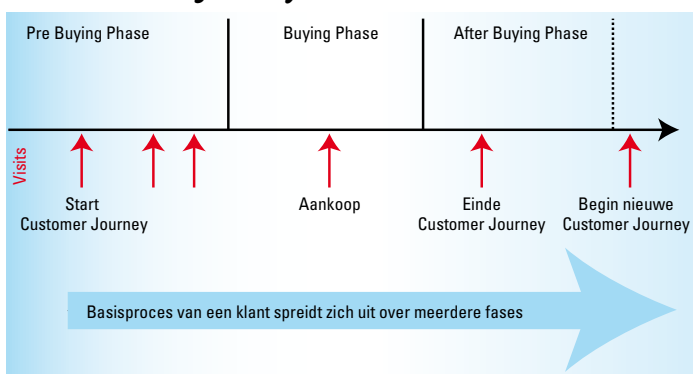 Pre Buying Phase
Buying Phase
After Buying Phase
Visits
Start
Customer Journey
Aankoop
Einde
Customer Journey
Begin nieuwe
Customer Journey
Basisproces van een klant spreidt zich uit over meerdere fases